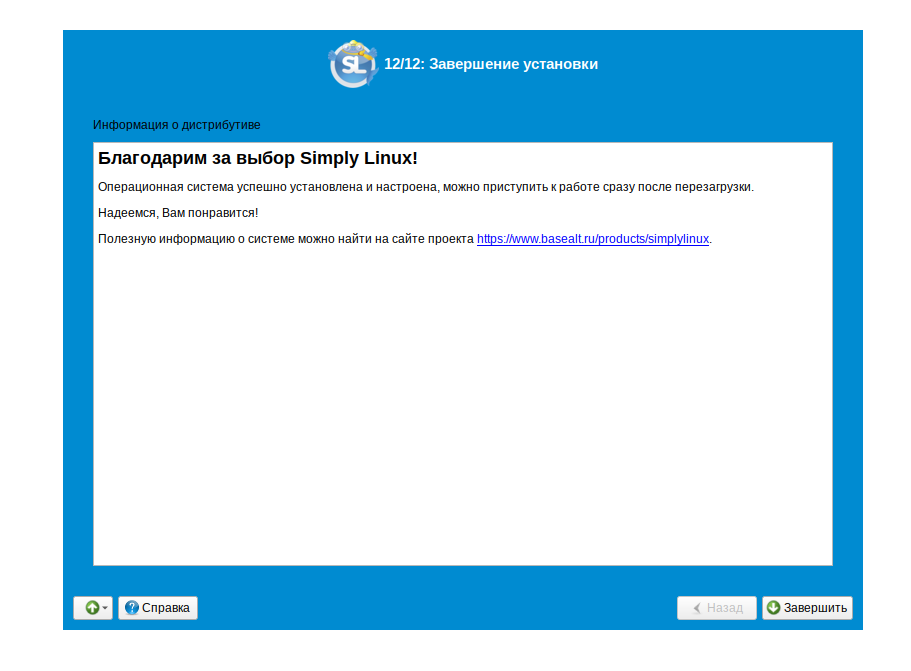 SL
12/12: Завершение установки
Информация о дистрибутиве
Благодарим за выбор Simply Linux!
Операционная система успешно установлена и настроена, можно приступить к работе сразу после перезагрузки.
Надеемся, Вам понравится!
Полезную информацию о системе можно найти на сайте проекта https://www.basealt.ru/products/simplylinux.
Справка
Назад
Завершить